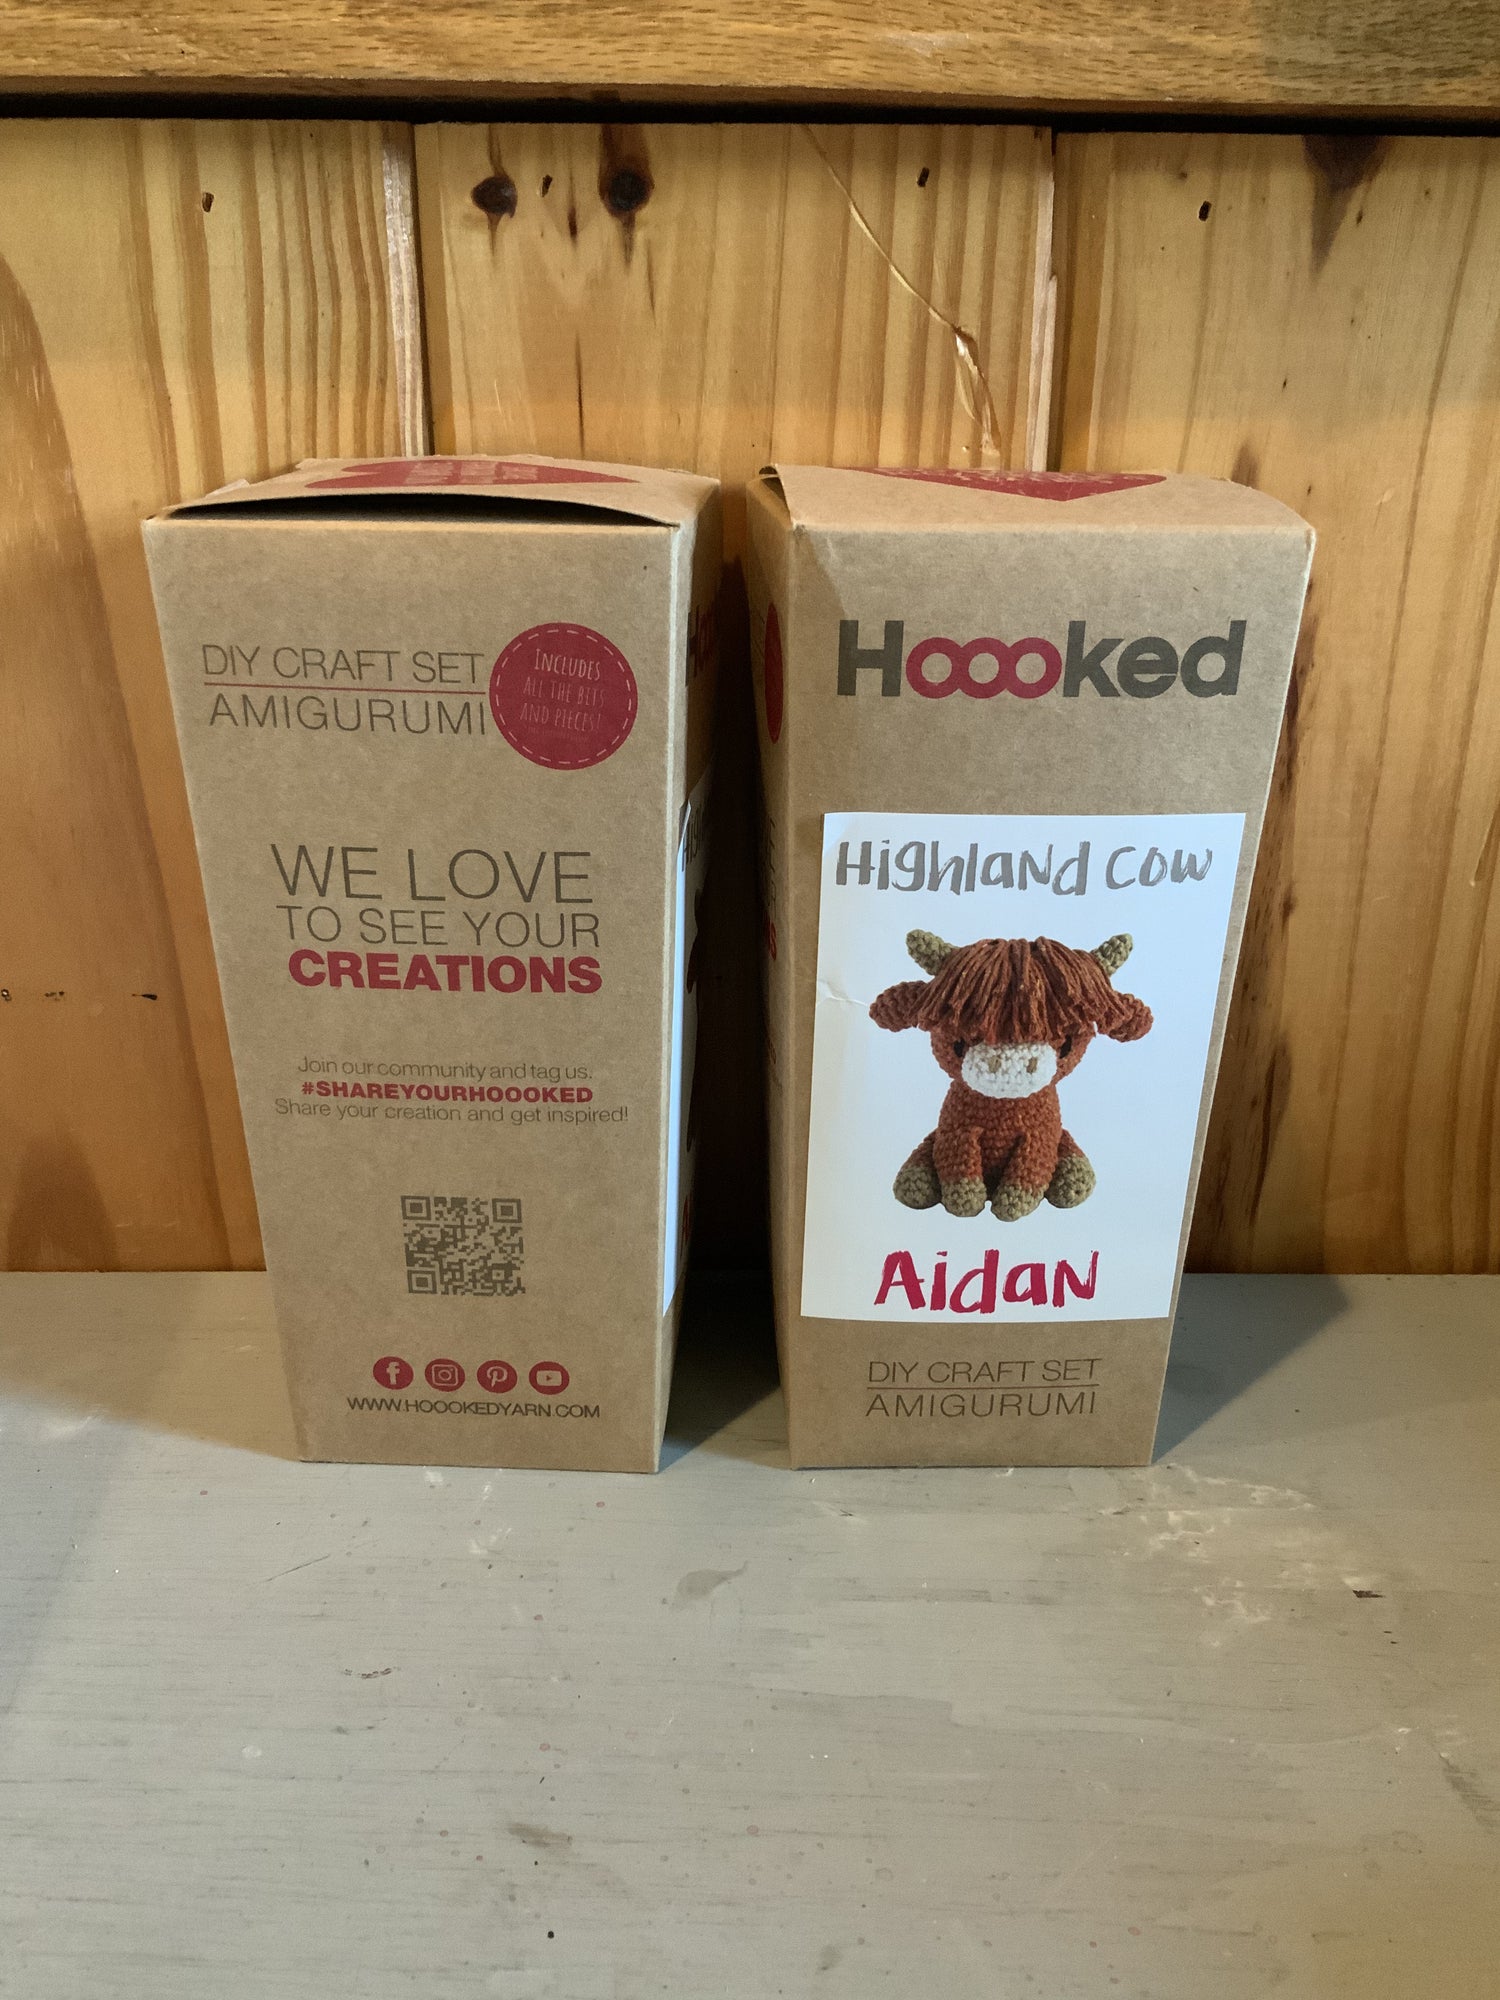 DIY CRAFT SET
AMIGURUMI
INCLUDES
ALL THE BITS
AND PIECES!
WE LOVE
TO SEE YOUR
CREATIONS
Join our community and tag us.
#SHAREYOURHOOOKED
Share your creation and get inspired!
WWW.HOOOKEDYARN.COM
Hoooked
Highland Cow
Aidan
DIY CRAFT SET
AMIGURUMI